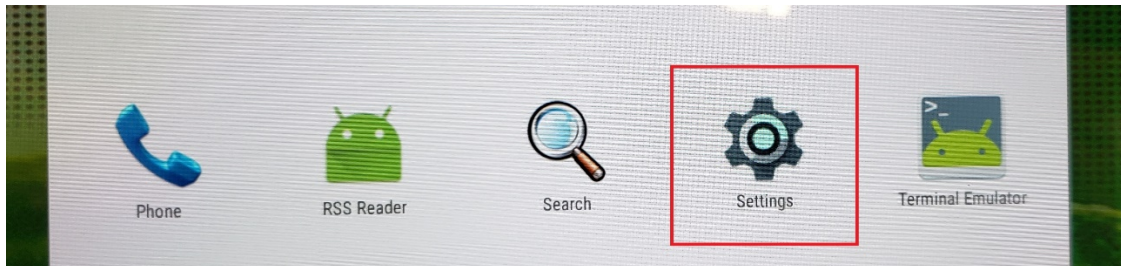 Phone
RSS Reader
Search
Settings
>_
Terminal Emulator